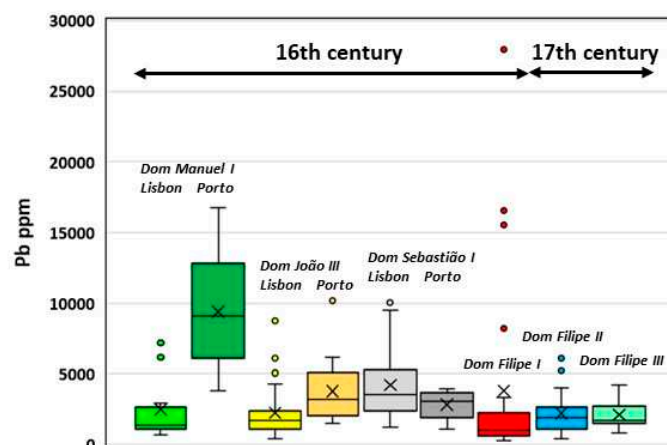 30000
16th century 17th century
25000
20000
Dom Manuel I
Lisbon Porto
Pb ppm
15000
Dom João III
Lisbon Porto
Dom Sebastião I
Lisbon Porto
10000
Dom Filipe II
5000
Dom Filipe I
Dom Filipe III
0